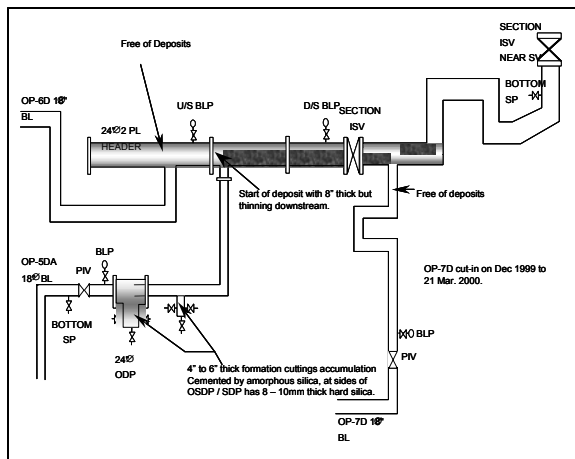 SECTION
ISV
NEAR SV
Free of Deposits
OP-6D 18"
BL
U/S BLP
D/S BLP
SECTION
ISV
BOTTOM
SP
24"Ø2 PL
HEADER
Start of deposit with 8" thick but
thinning downstream.
Free of deposits
OP-5DA
18"Ø BL
PIV
BLP
OP-7D cut-in on Dec 1999 to
21 Mar. 2000.
BOTTOM
SP
24"Ø
ODP
BLP
PIV
4" to 6" thick formation cuttings accumulation
Cemented by amorphous silica, at sides of
OSDP / SDP has 8 – 10mm thick hard silica.
OP-7D 18"
BL